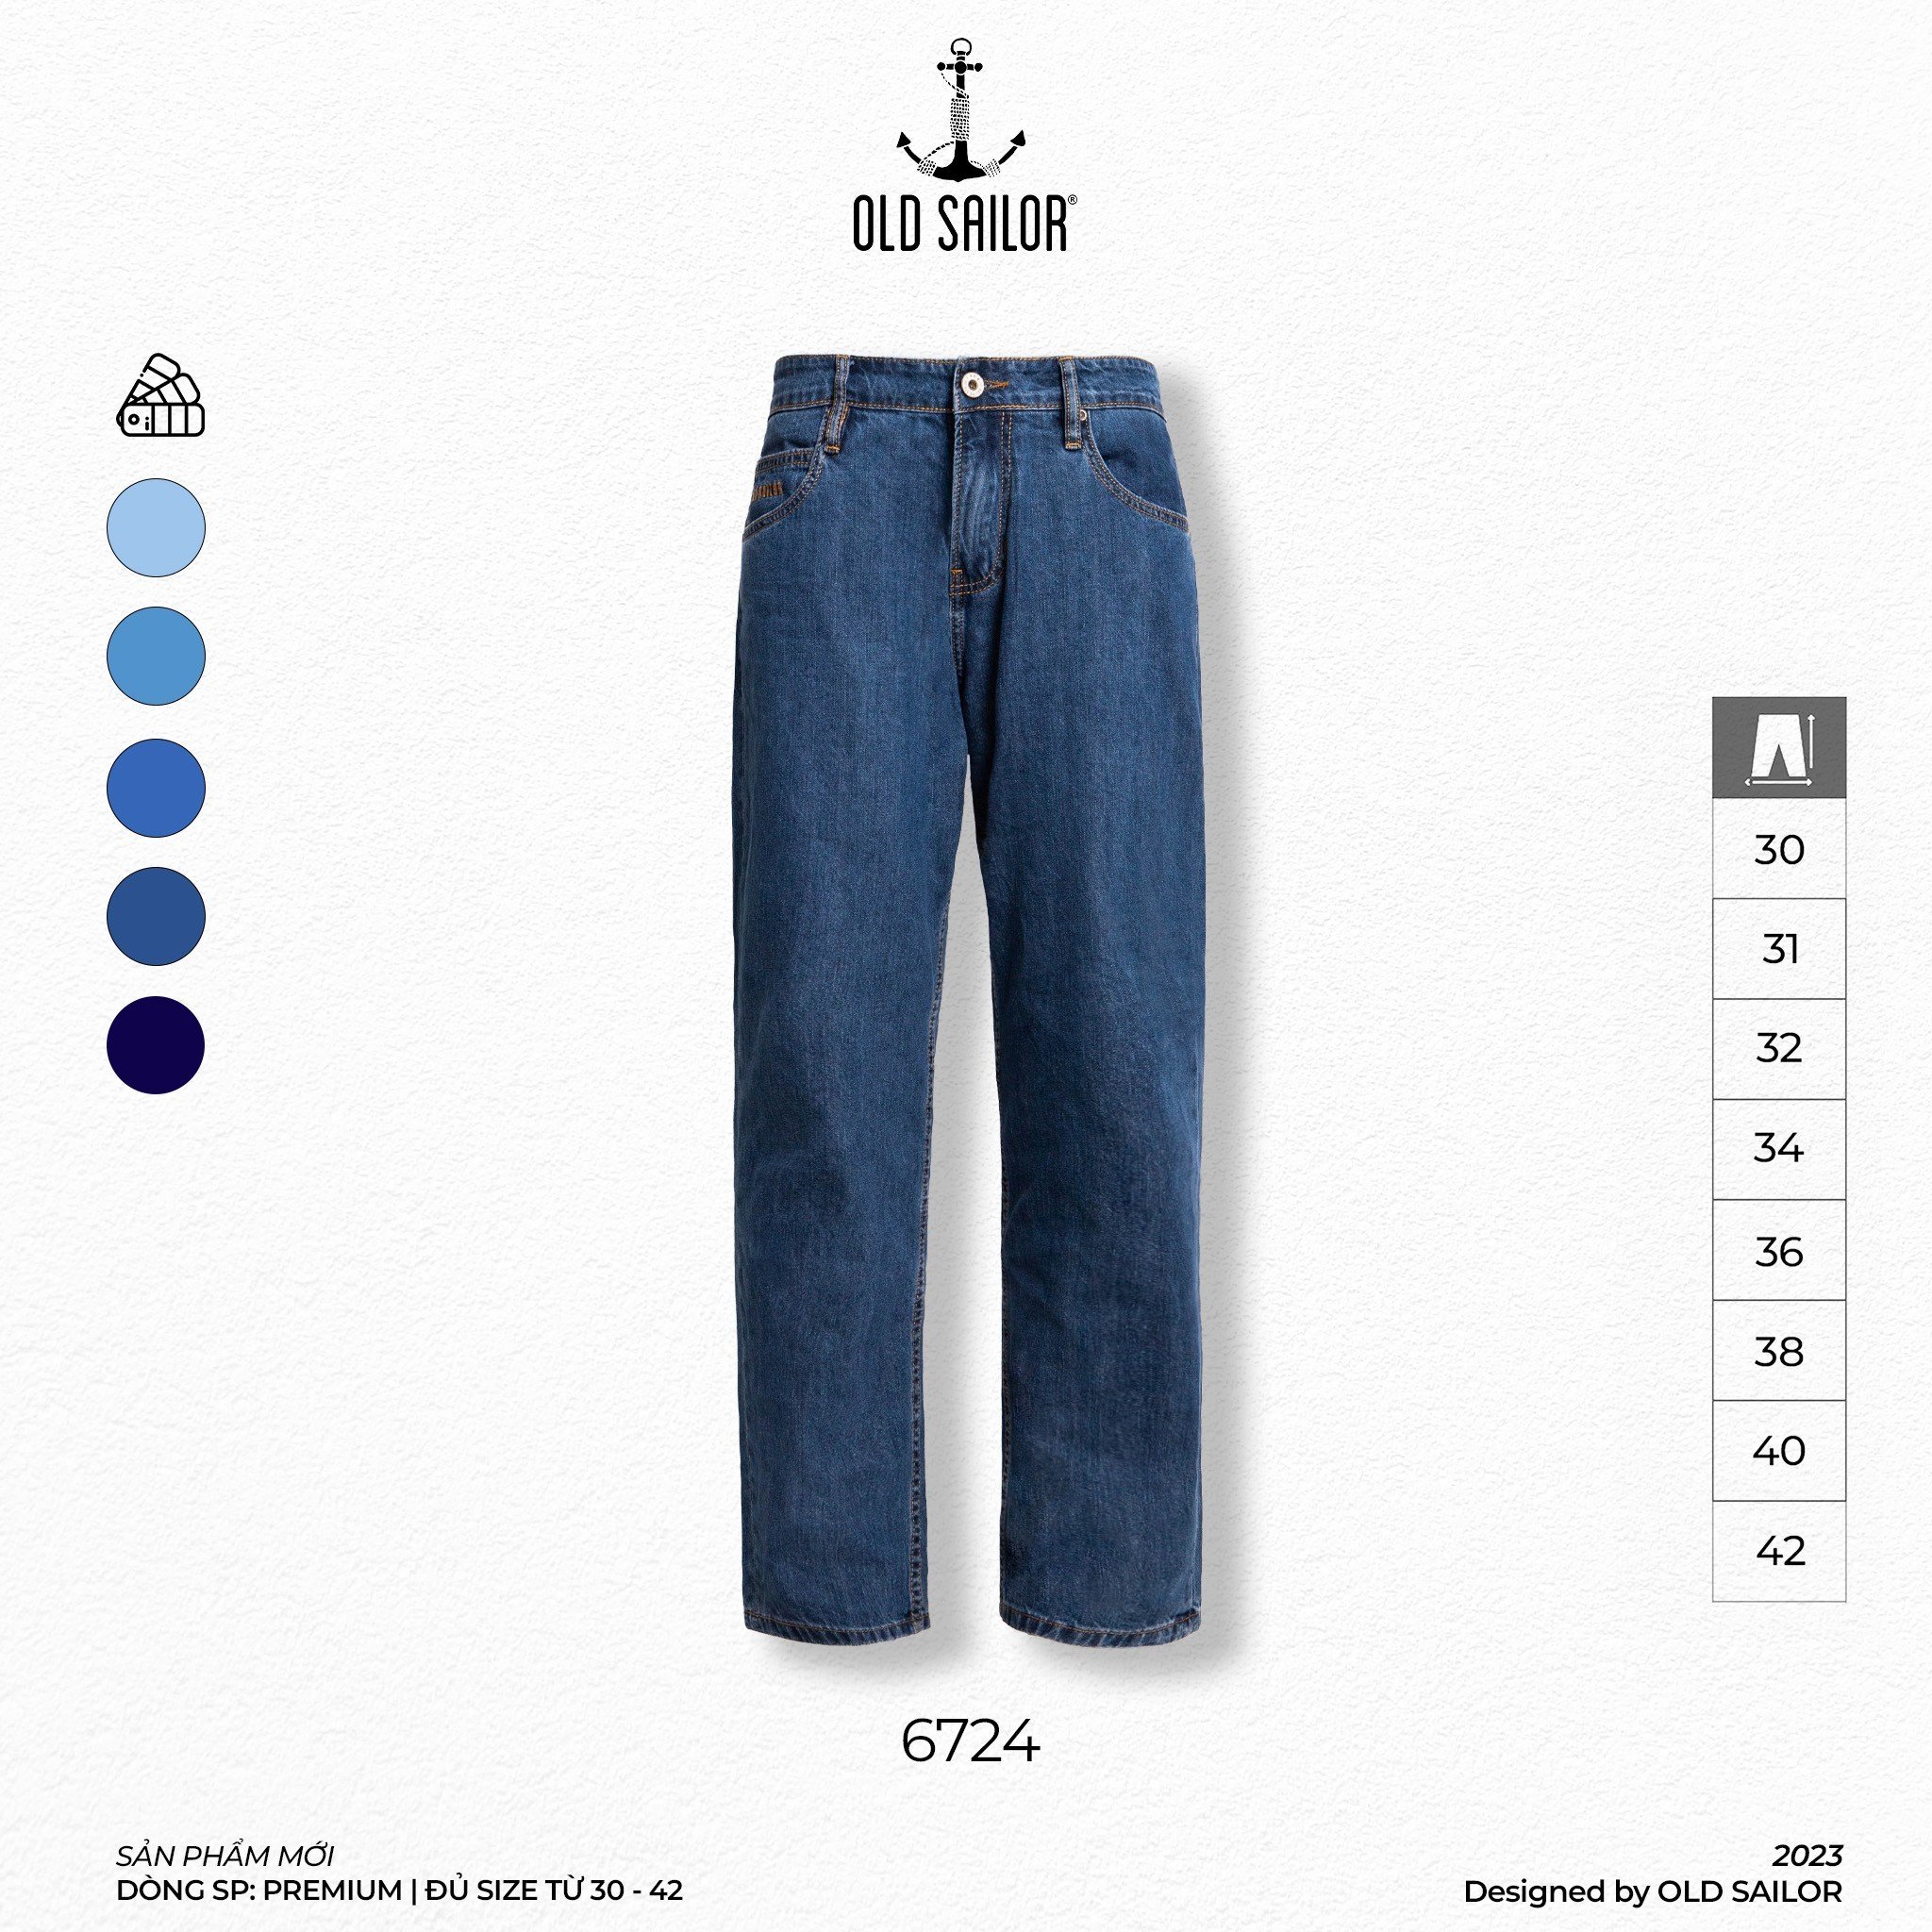 OLD SAILOR®
30
31
32
34
36
38
40
42
6724
SẢN PHẨM MỚI
DÒNG SP: PREMIUM | ĐỦ SIZE TỪ 30 - 42
2023
Designed by OLD SAILOR